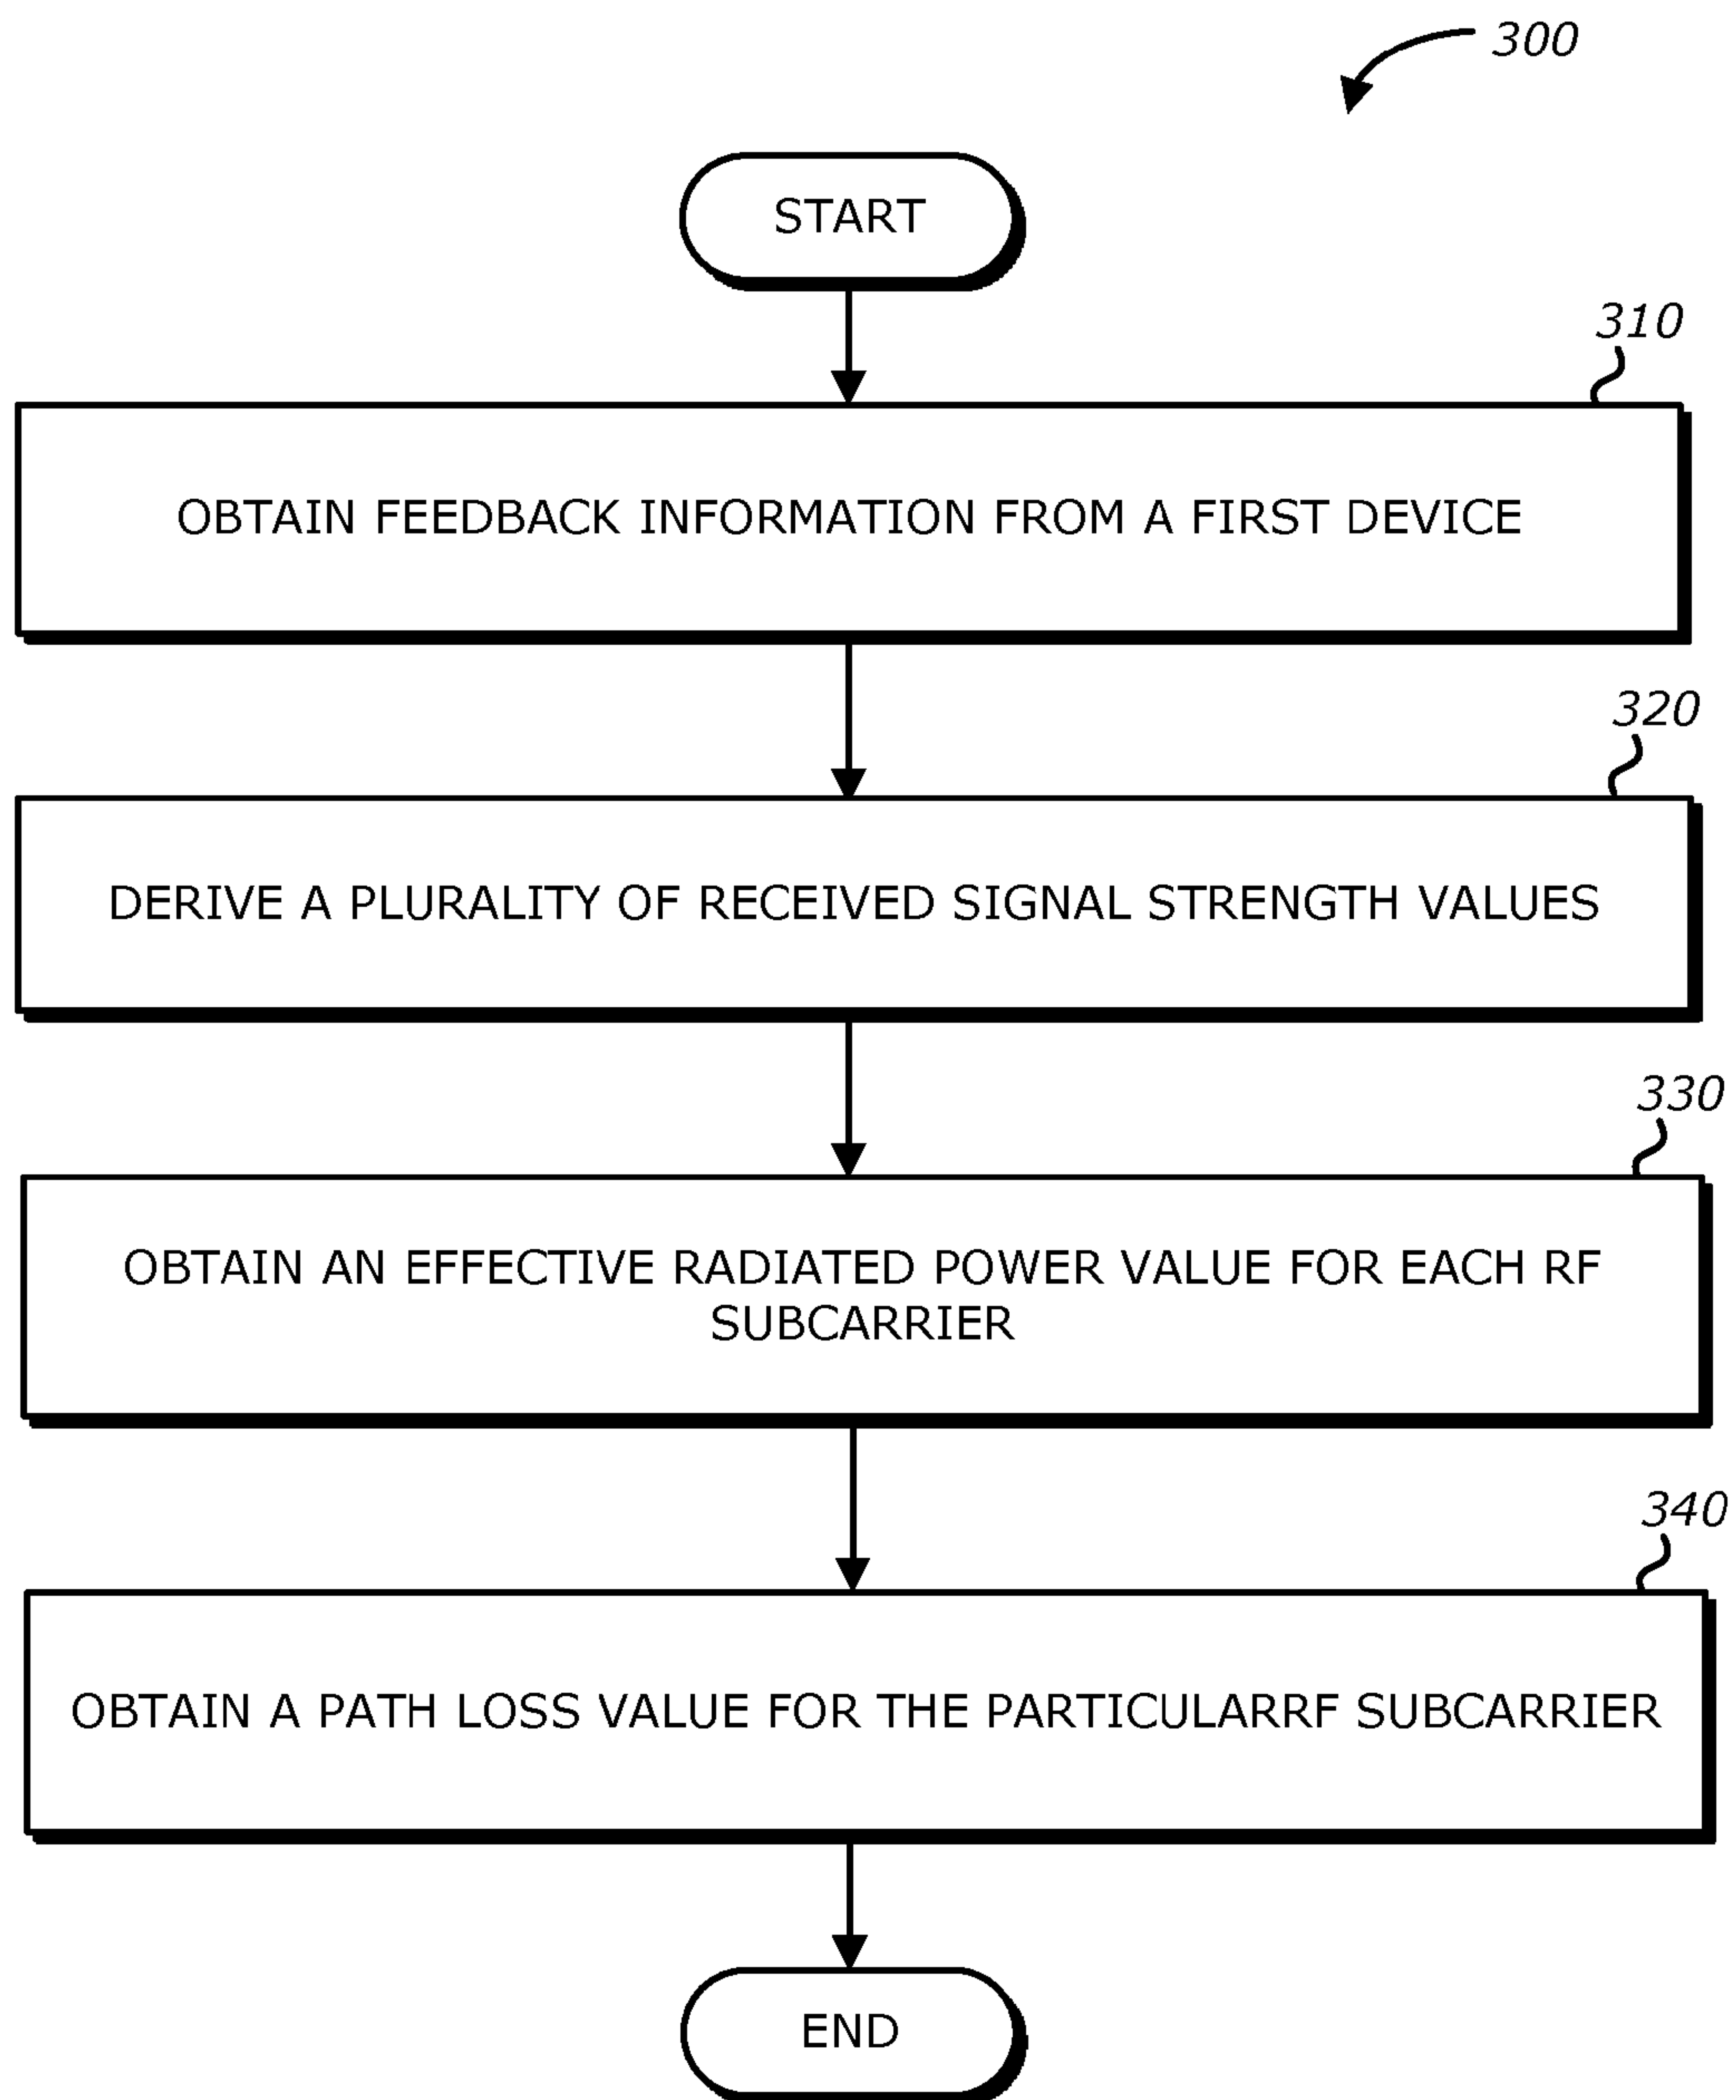 300
START
310
OBTAIN FEEDBACK INFORMATION FROM A FIRST DEVICE
320
DERIVE A PLURALITY OF RECEIVED SIGNAL STRENGTH VALUES
330
OBTAIN AN EFFECTIVE RADIATED POWER VALUE FOR EACH RF
SUBCARRIER
340
OBTAIN A PATH LOSS VALUE FOR THE PARTICULARRF SUBCARRIER
END